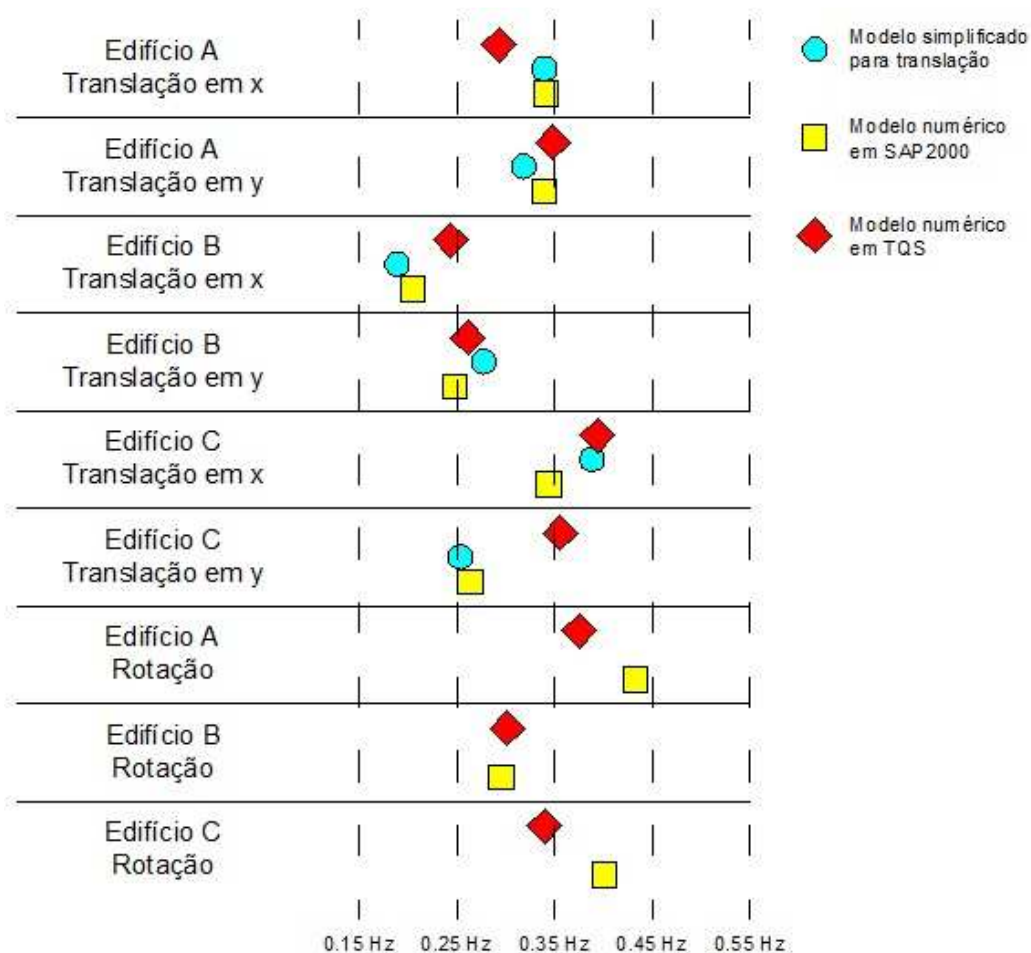 Edifício A
Translação em x
Edifício A
Translação em y
Edifício B
Translação em x
Edifício B
Translação em y
Edifício C
Translação em x
Edifício C
Translação em y
Edifício A
Rotação
Edifício B
Rotação
Edifício C
Rotação
0.15 Hz 0.25 Hz 0.35 Hz 0.45 Hz 0.55 Hz
Modelo simplificado
para translação
Modelo numérico
em SAP2000
Modelo numérico
em TQS